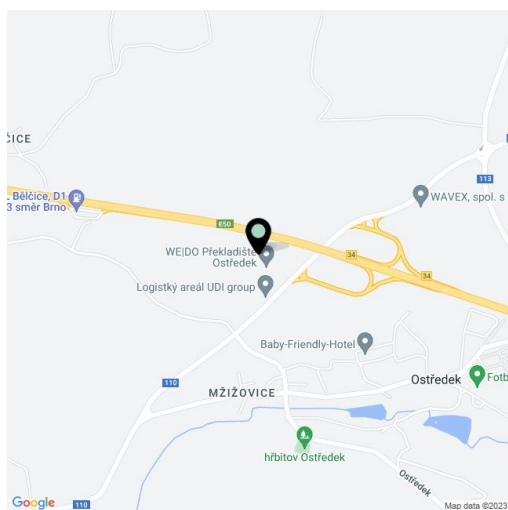 ČICE
113
WAVEX, spol. s
L Bělčice, D1
3 směr Brno
E50
WE|DO Překladiště
Ostředek
34
34
Logistký areál UDI group
Baby-Friendly-Hotel
110
Ostředek
Fotb
MŽIŽOVICE
hřbitov Ostředek
Ostředek
Google
110
Map data ©2023